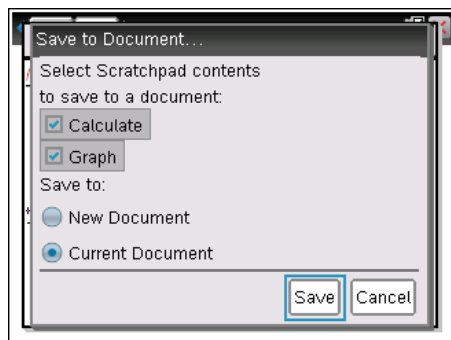 Save to Document...
Select Scratchpad contents
to save to a document:
Calculate
Graph
Save to:
New Document
Current Document
Save Cancel